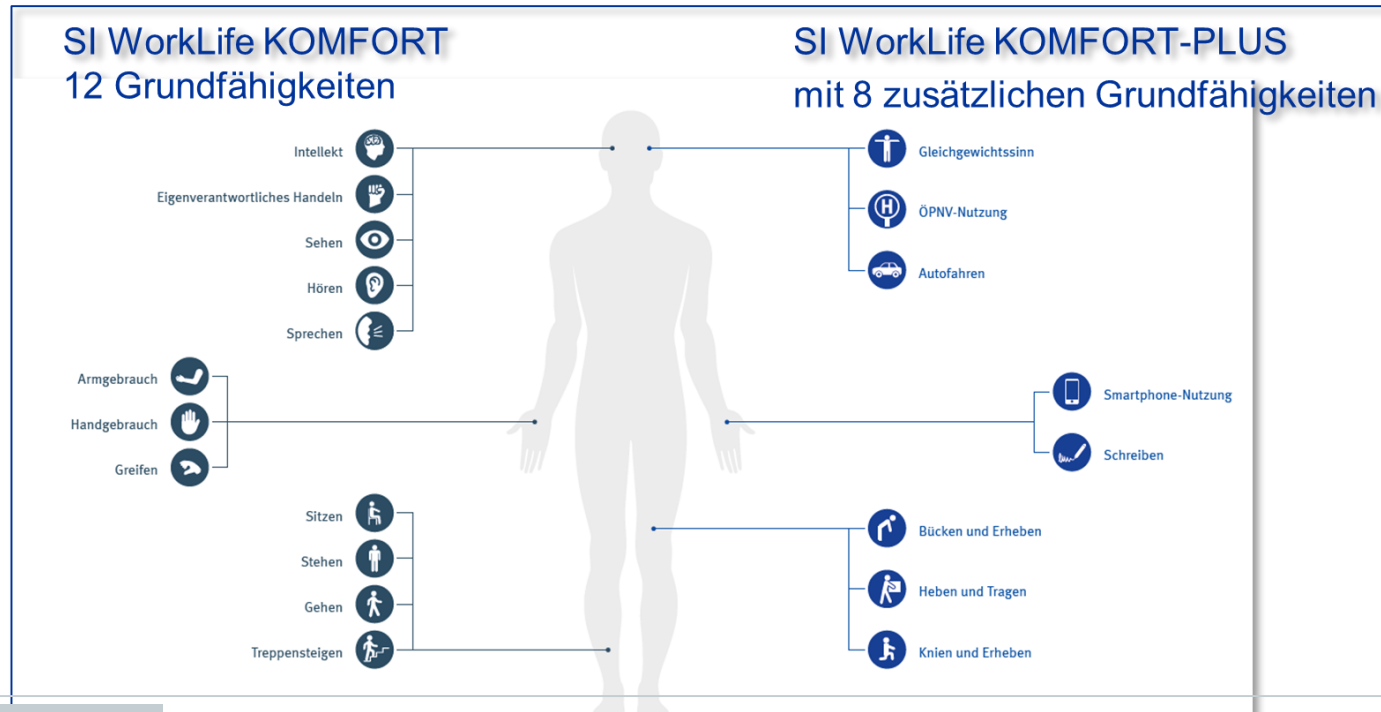 SI WorkLife KOMFORT
12 Grundfähigkeiten
Intellekt
Eigenverantwortliches Handeln
Sehen
Hören
Sprechen
Armgebrauch
Handgebrauch
Greifen
Sitzen
Stehen
Gehen
Treppensteigen
SI WorkLife KOMFORT-PLUS
mit 8 zusätzlichen Grundfähigkeiten
Gleichgewichtssinn
H
ÖPNV-Nutzung
Autofahren
Smartphone-Nutzung
Schreiben
Bücken und Erheben
Heben und Tragen
Knien und Erheben